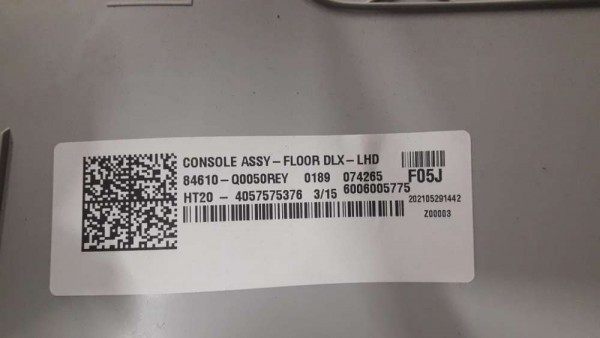 CONSOLE ASSY-FLOOR DLX-LHD
84610-Q0050REY 0189 074265 F05J
HT20 - 4057575376 3/15 6006005775
202105291442
Z00003